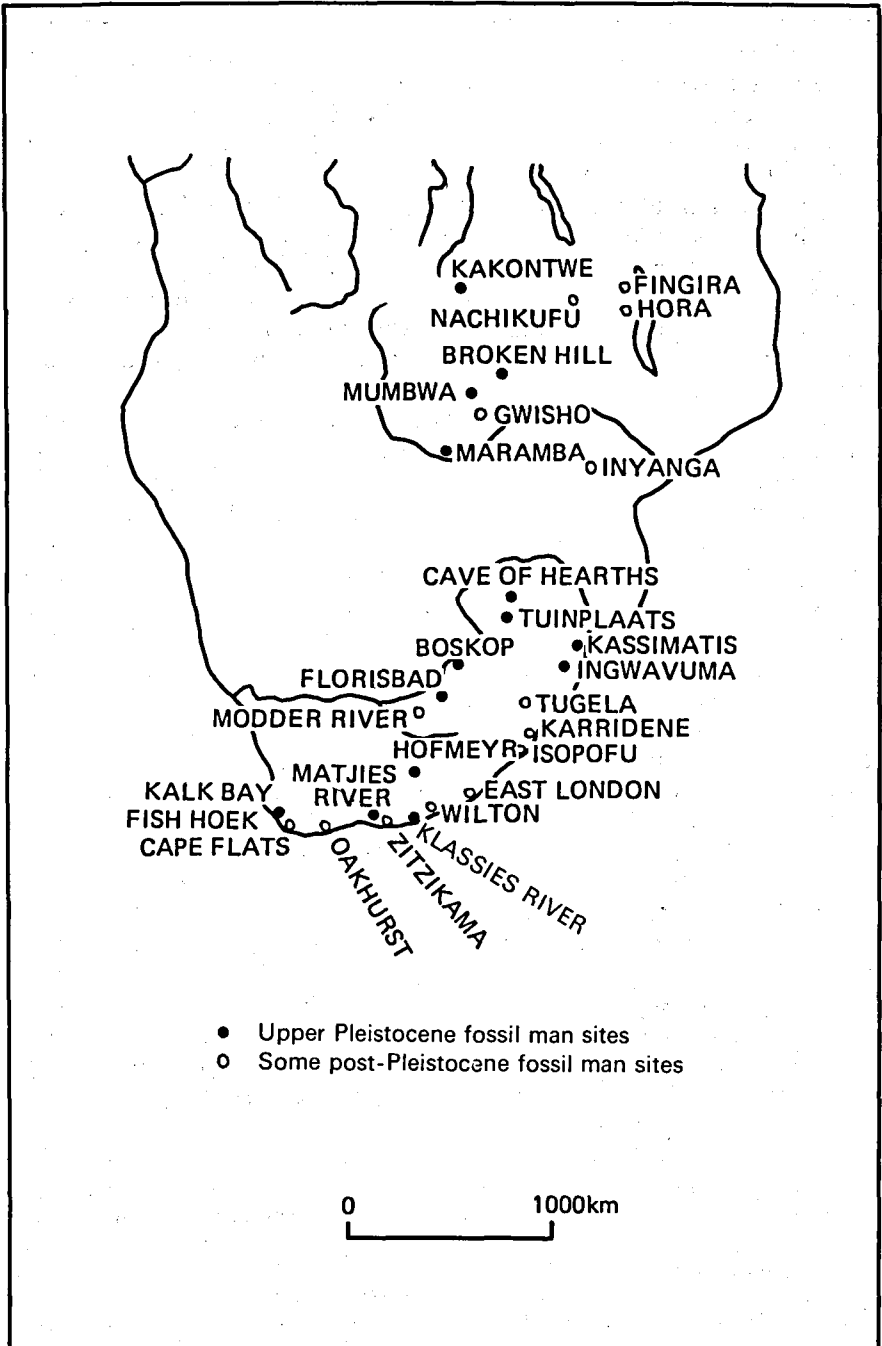 KAKONTWE
FINGIRA
HORA
NACHIKUFU
BROKEN HILL
MUMBWA
GWISHO
MARAMBA
INYANGA
CAVE OF HEARTHS
TUINPLAATS
KASSIMATIS
BOSKOP
INGWAVUMA
FLORISBAD
TUGELA
MODDER RIVER
KARRIDENE
HOFMEYR
ISOPOFU
MATJIES
RIVER
KALK BAY
EAST LONDON
FISH HOEK
WILTON
CAPE FLATS
OAKHURST
ZITZIKAMA
KLASSIES RIVER
Upper Pleistocene fossil man sites
Some post-Pleistocene fossil man sites
0 1000km